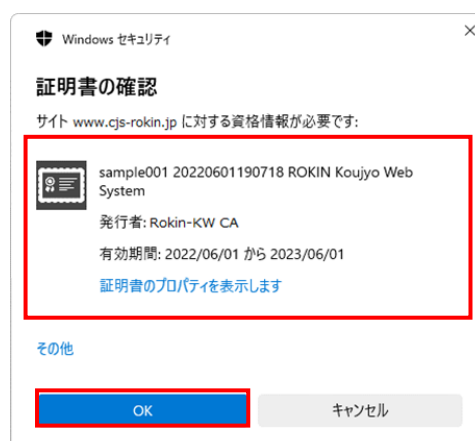 Windows セキュリティ
証明書の確認
サイト www.cjs-rokin.jp に対する資格情報が必要です:
sample001 20220601190718 ROKIN Koujyo Web
System
発行者: Rokin-KW CA
有効期間: 2022/06/01 から 2023/06/01
証明書のプロパティを表示します
その他
OK
キャンセル